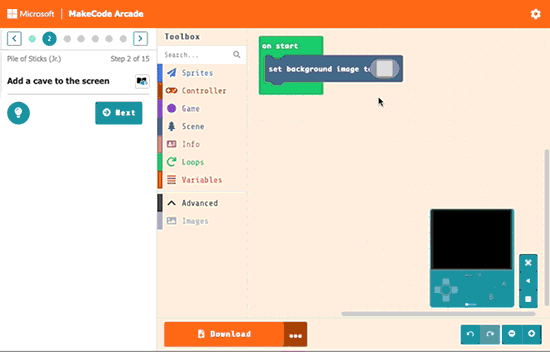 Microsoft | MakeCode Arcade
2
Pile of Sticks (Jr.)
Step 2 of 15
Add a cave to the screen
Next
Toolbox
Search...
Sprites
Controller
Game
Scene
Info
Loops
Variables
Advanced
Images
on start
set background image to
B
Download